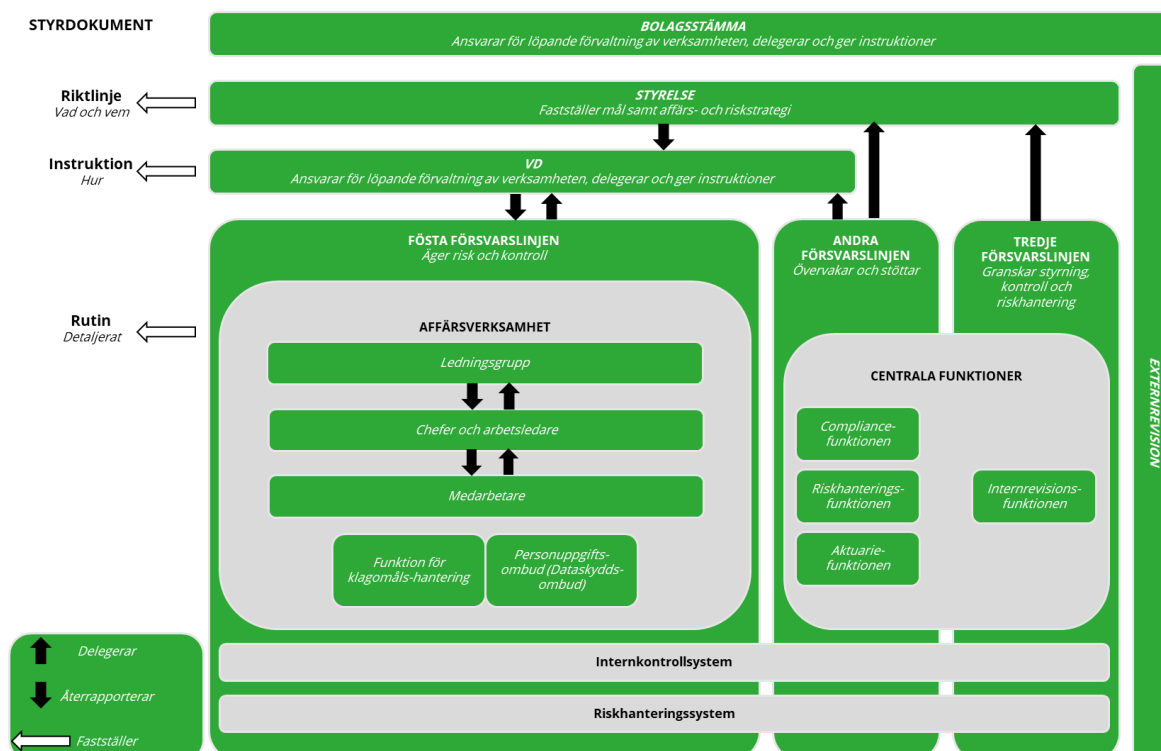 STYRDOKUMENT
BOLAGSSTÄMMA
Ansvarar för löpande förvaltning av verksamheten, delegerar och ger instruktioner
Riktlinje
Vad och vem
STYRELSE
Fastställer mål samt affärs- och riskstrategi
Instruktion
Hur
VD
Ansvarar för löpande förvaltning av verksamheten, delegerar och ger instruktioner
FÖSTA FÖRSVARSLINJEN
Äger risk och kontroll
ANDRA
FÖRSVARSLINJEN
Övervakar och stöttar
TREDJE
FÖRSVARSLINJEN
Granskar styrning,
kontroll och
riskhantering
Rutin
Detaljerat
AFFÄRSVERKSAMHET
Ledningsgrupp
Chefer och arbetsledare
Medarbetare
Funktion för
klagomåls-hantering
Personuppgifts-
ombud (Dataskydds-
ombud)
CENTRALA FUNKTIONER
Compliance-
funktionen
Riskhanterings-
funktionen
Aktuarie-
funktionen
Internrevisions-
funktionen
EXTERNREVISION
Internkontrollsystem
Riskhanteringssystem
Delegerar
Återrapporterar
Fastställer